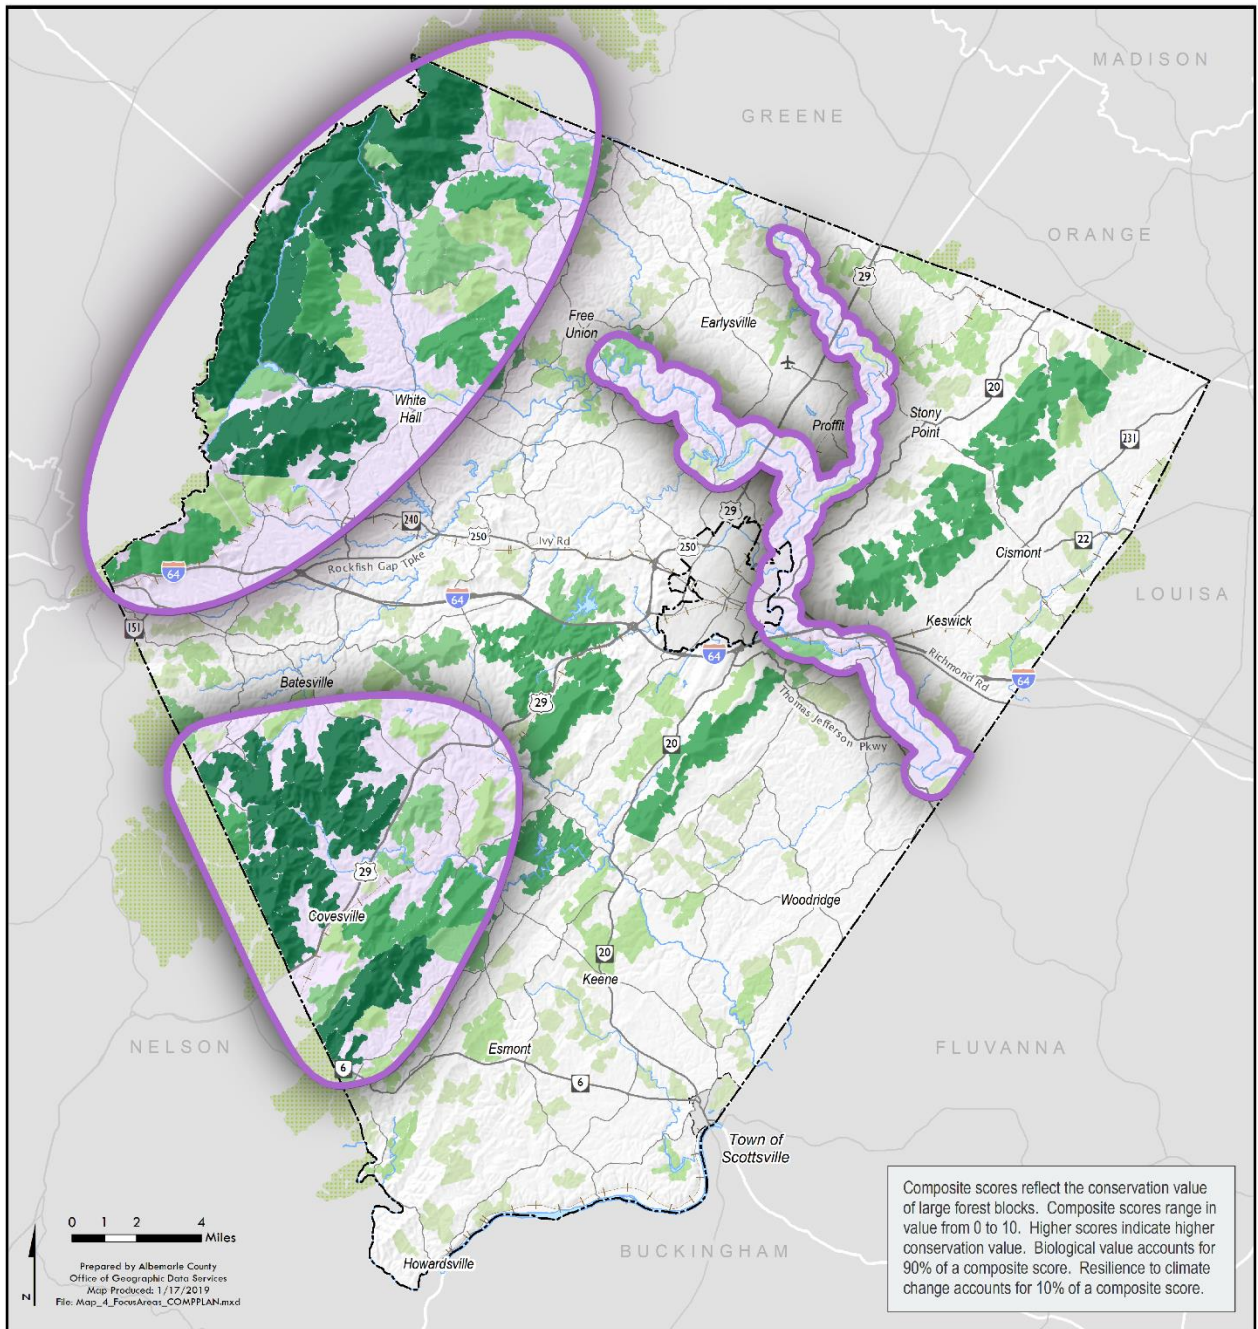 MADISON
GREENE
ORANGE
29
Free
Union
Earlysville
20
White
Hall
Stony
Point
Proffit
231
240
250
29
Ivy Rd
250
22
Cismont
Rockfish Gap Tpke
64
64
LOUISA
151
Keswick
64
Richmond Rd
64
Batesville
29
20
Thomas Jefferson Pkwy
29
Covesville
Woodridge
20
Keene
NELSON
FLUVANNA
Esmont
6
6
Town of
Scottsville
BUCKINGHAM
Howardsville
0 1 2 4
Miles
N
Prepared by Albemarle County
Office of Geographic Data Services
Map Produced: 1/17/2019
File: Map_4_FocusAreas_COMPPLAN.mxd
Composite scores reflect the conservation value
of large forest blocks. Composite scores range in
value from 0 to 10. Higher scores indicate higher
conservation value. Biological value accounts for
90% of a composite score. Resilience to climate
change accounts for 10% of a composite score.